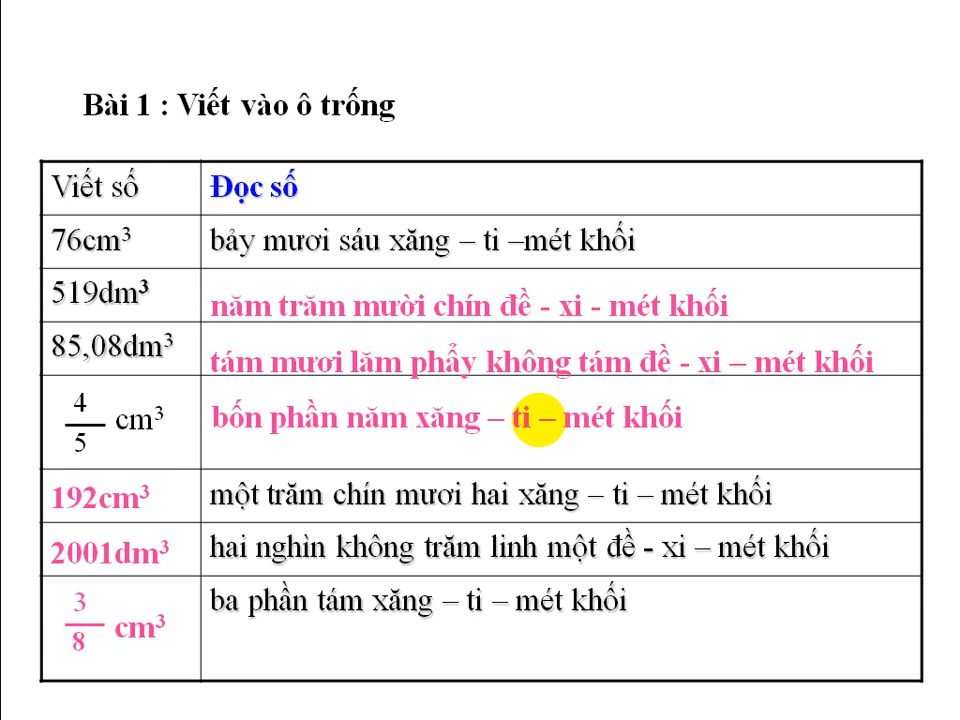 Bài 1 : Viết vào ô trống
Viết số Đọc số
76cm³ bảy mươi sáu xăng – ti –mét khối
519dm³ năm trăm mười chín đề - xi - mét khối
85,08dm³ tám mươi lăm phẩy không tám đề - xi – mét khối
4/5 cm³ bốn phần năm xăng – ti – mét khối
192cm³ một trăm chín mươi hai xăng – ti – mét khối
2001dm³ hai nghìn không trăm linh một đề - xi – mét khối
3/8 cm³ ba phần tám xăng – ti – mét khối